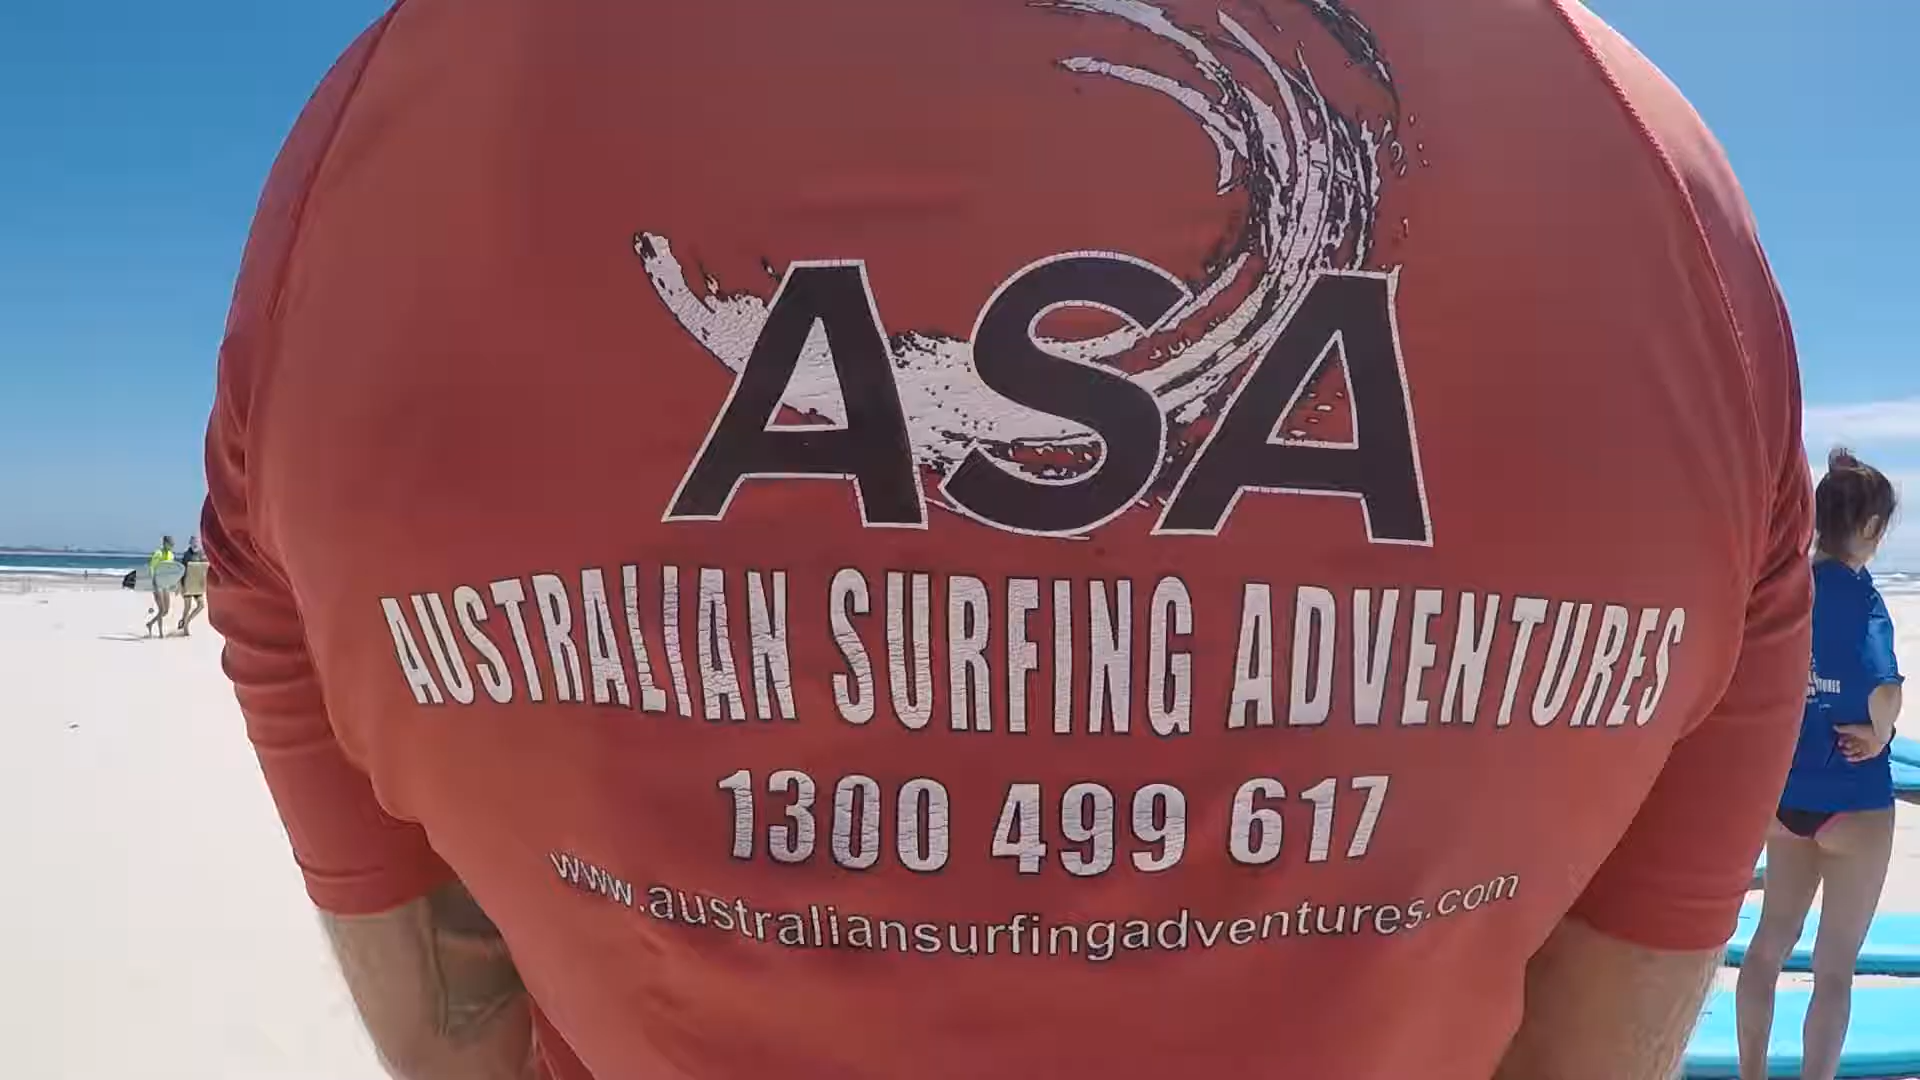 ASA
AUSTRALIAN SURFING ADVENTURES
1300 499 617
www.australiansurfingadventures.com